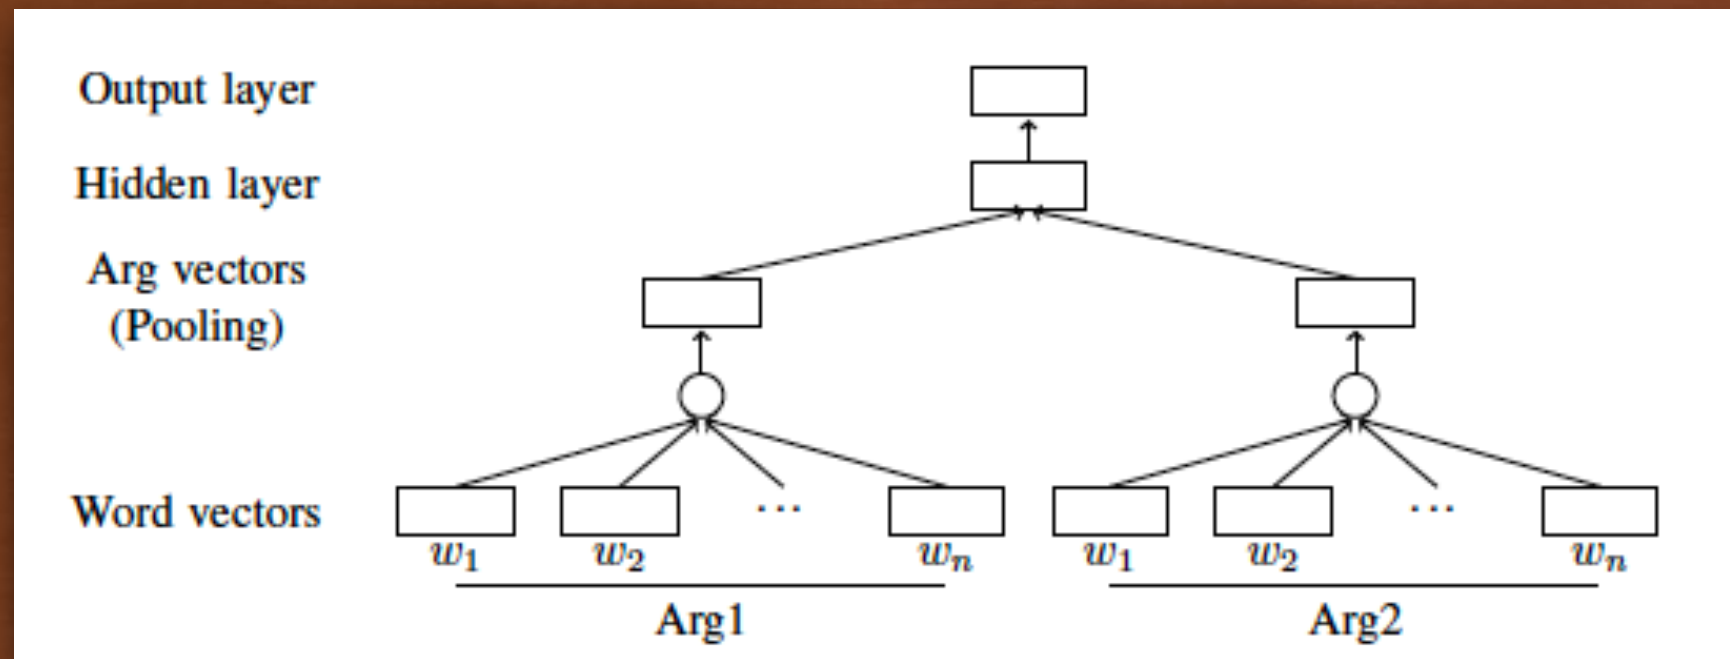 Output layer
Hidden layer
Arg vectors
(Pooling)
Word vectors
... ...
w1 w2 wn w1 w2 wn
Arg1 Arg2